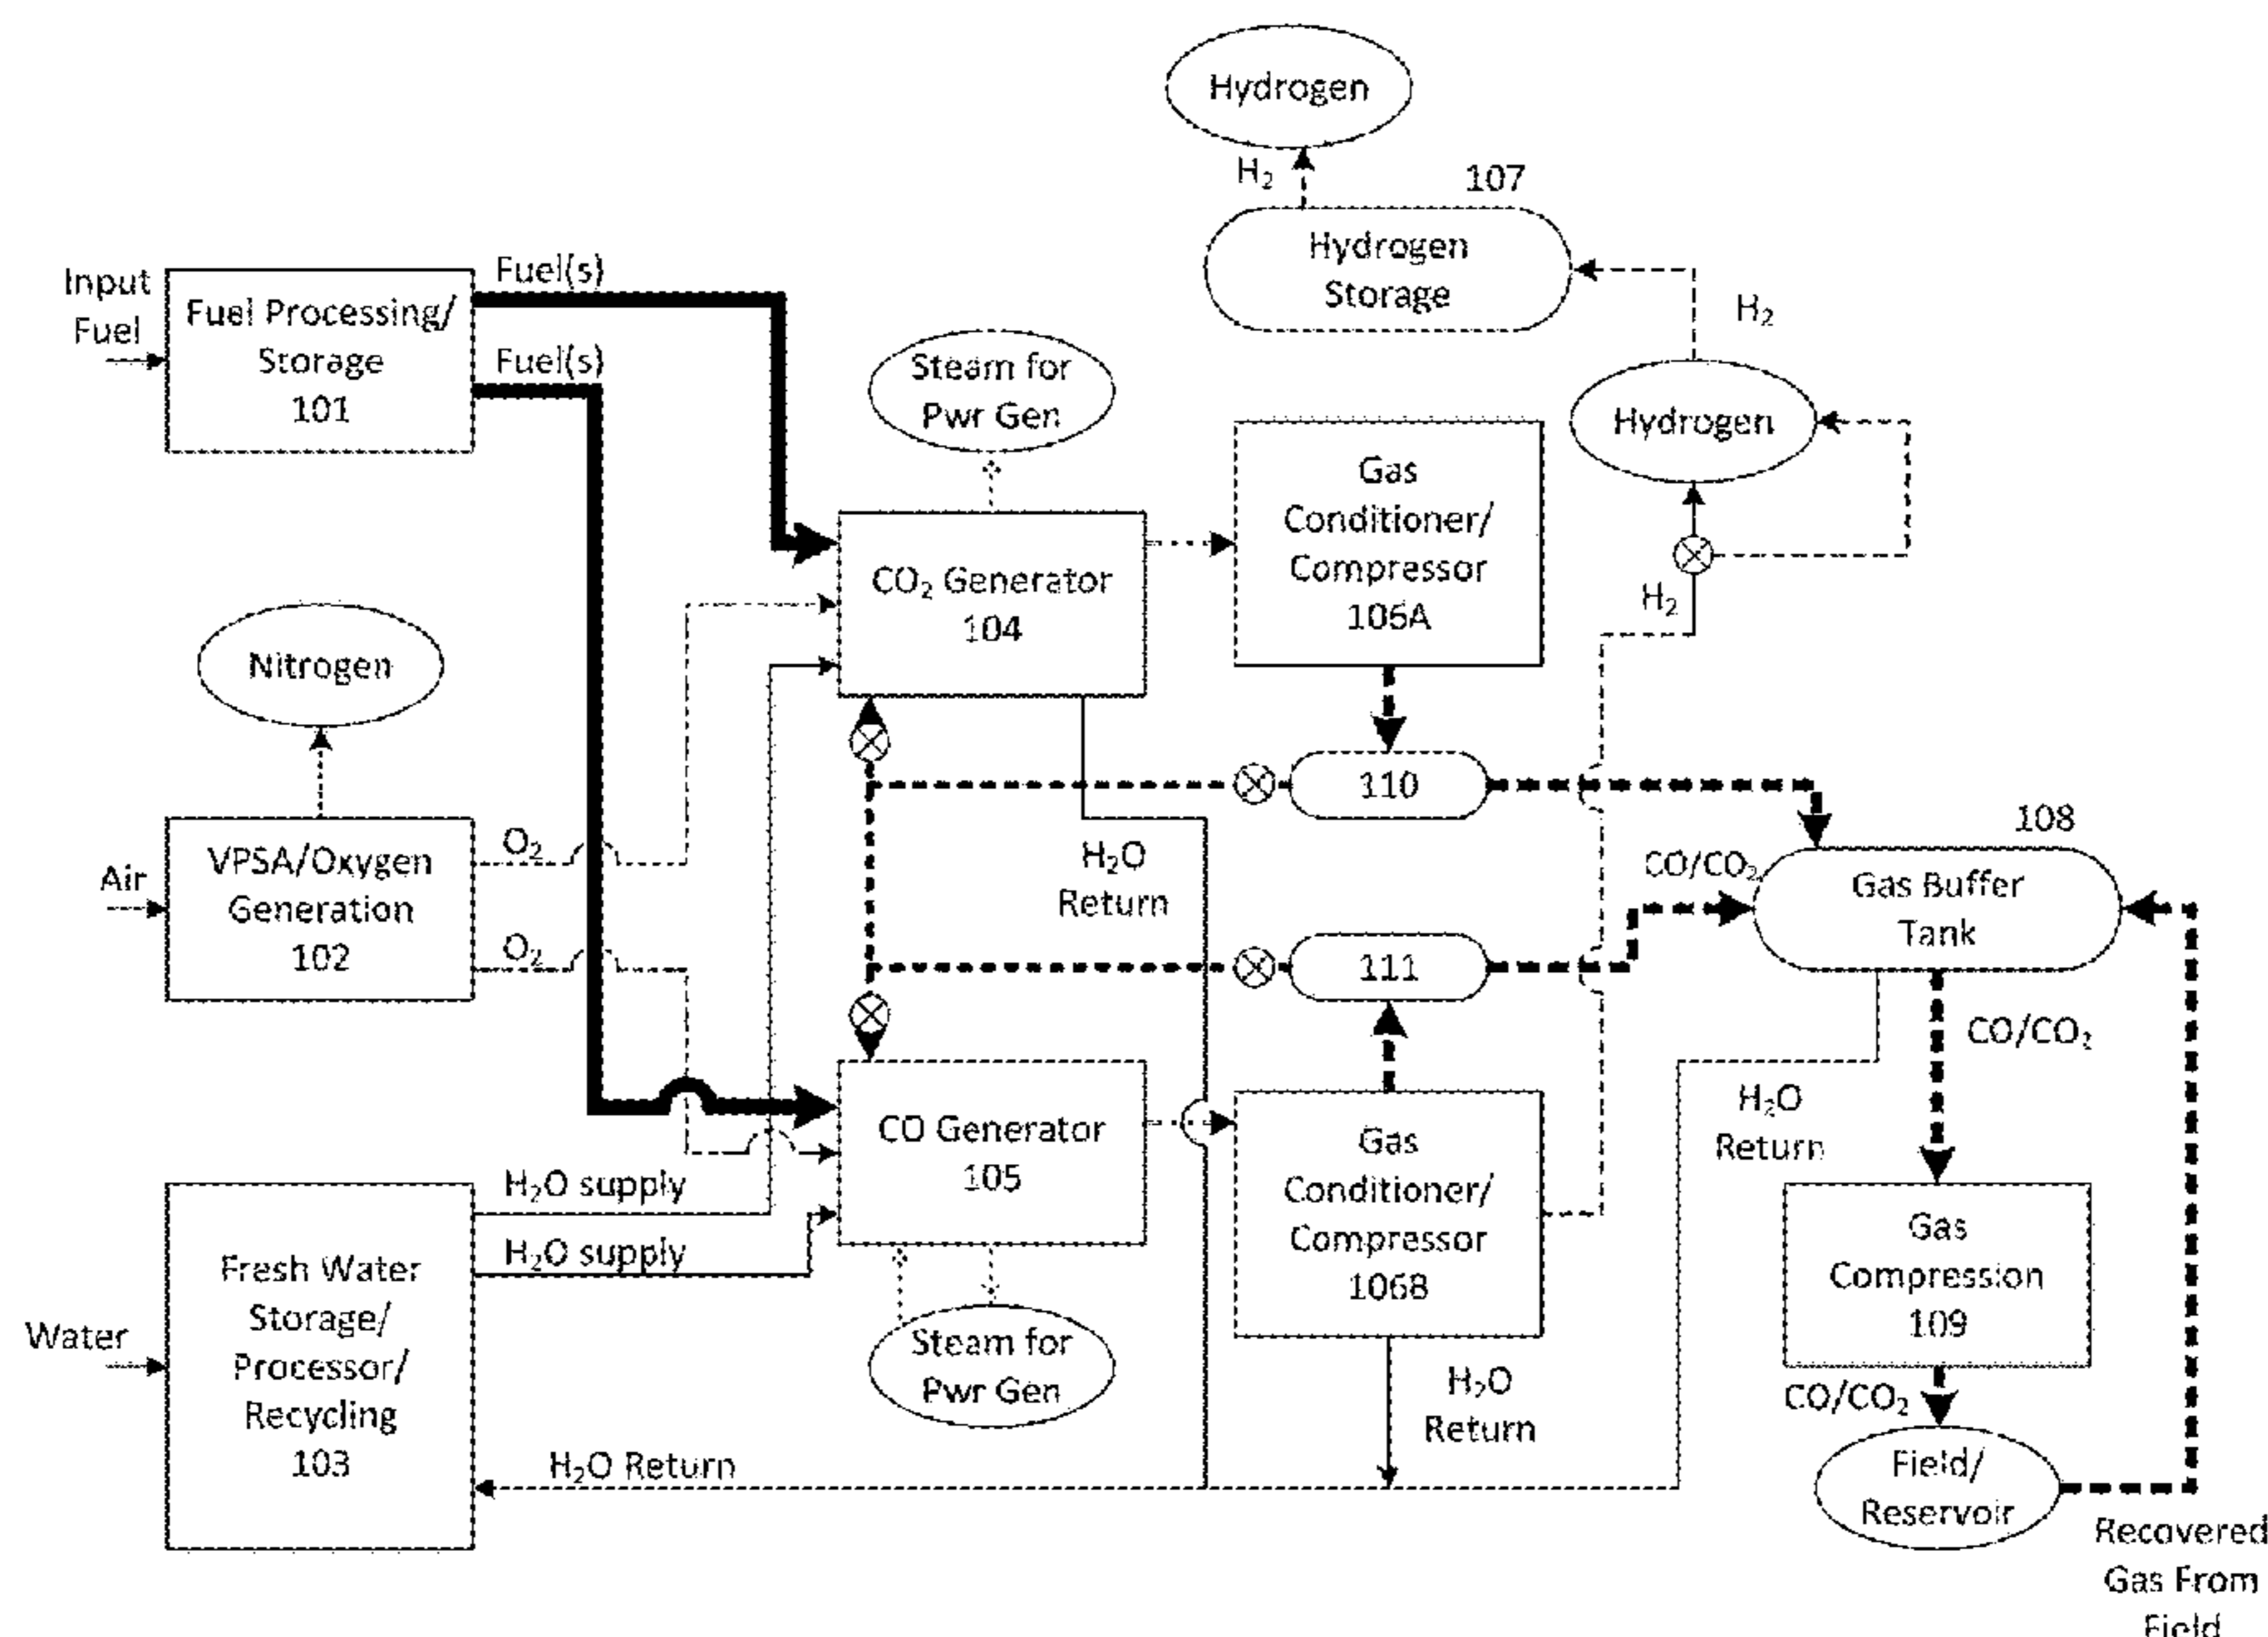 Hydrogen
H₂
107
Hydrogen
Storage
H₂
Input
Fuel
Fuel Processing/
Storage
101
Fuel(s)
Fuel(s)
Steam for
Pwr Gen
Hydrogen
H₂
Gas
Conditioner/
Compressor
106A
CO₂ Generator
104
Nitrogen
110
108
Air
VPSA/Oxygen
Generation
102
O₂
O₂
H₂O
Return
CO/CO₂
Gas Buffer
Tank
111
CO/CO₂
H₂O
Return
CO Generator
105
Gas
Conditioner/
Compressor
106B
H₂O supply
H₂O supply
Gas
Compression
109
Water
Fresh Water
Storage/
Processor/
Recycling
103
Steam for
Pwr Gen
H₂O
Return
CO/CO₂
H₂O Return
Field/
Reservoir
Recovered
Gas From
Field